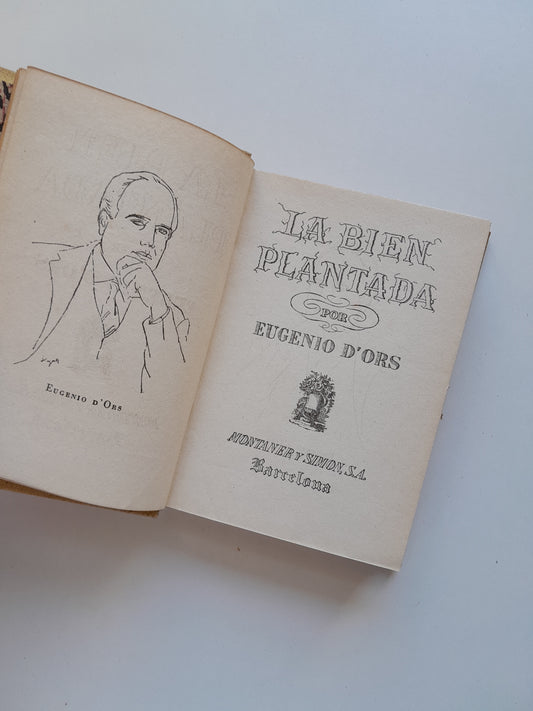 EUGENIO D'ORS
LA BIEN
PLANTADA
POR
EUGENIO D'ORS
MONTANER Y SIMON, S.A.
Barcelona